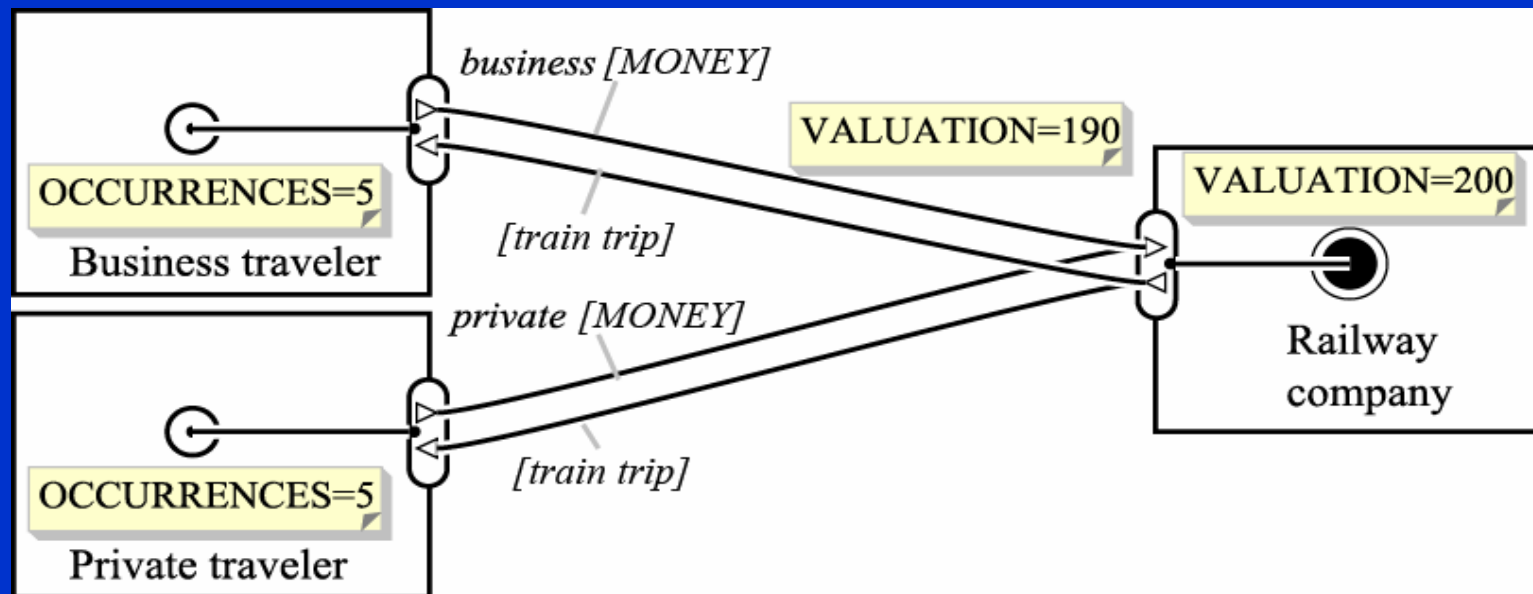 business [MONEY]
VALUATION=190
VALUATION=200
OCCURRENCES=5
[train trip]
Business traveler
private [MONEY]
Railway
company
[train trip]
OCCURRENCES=5
Private traveler